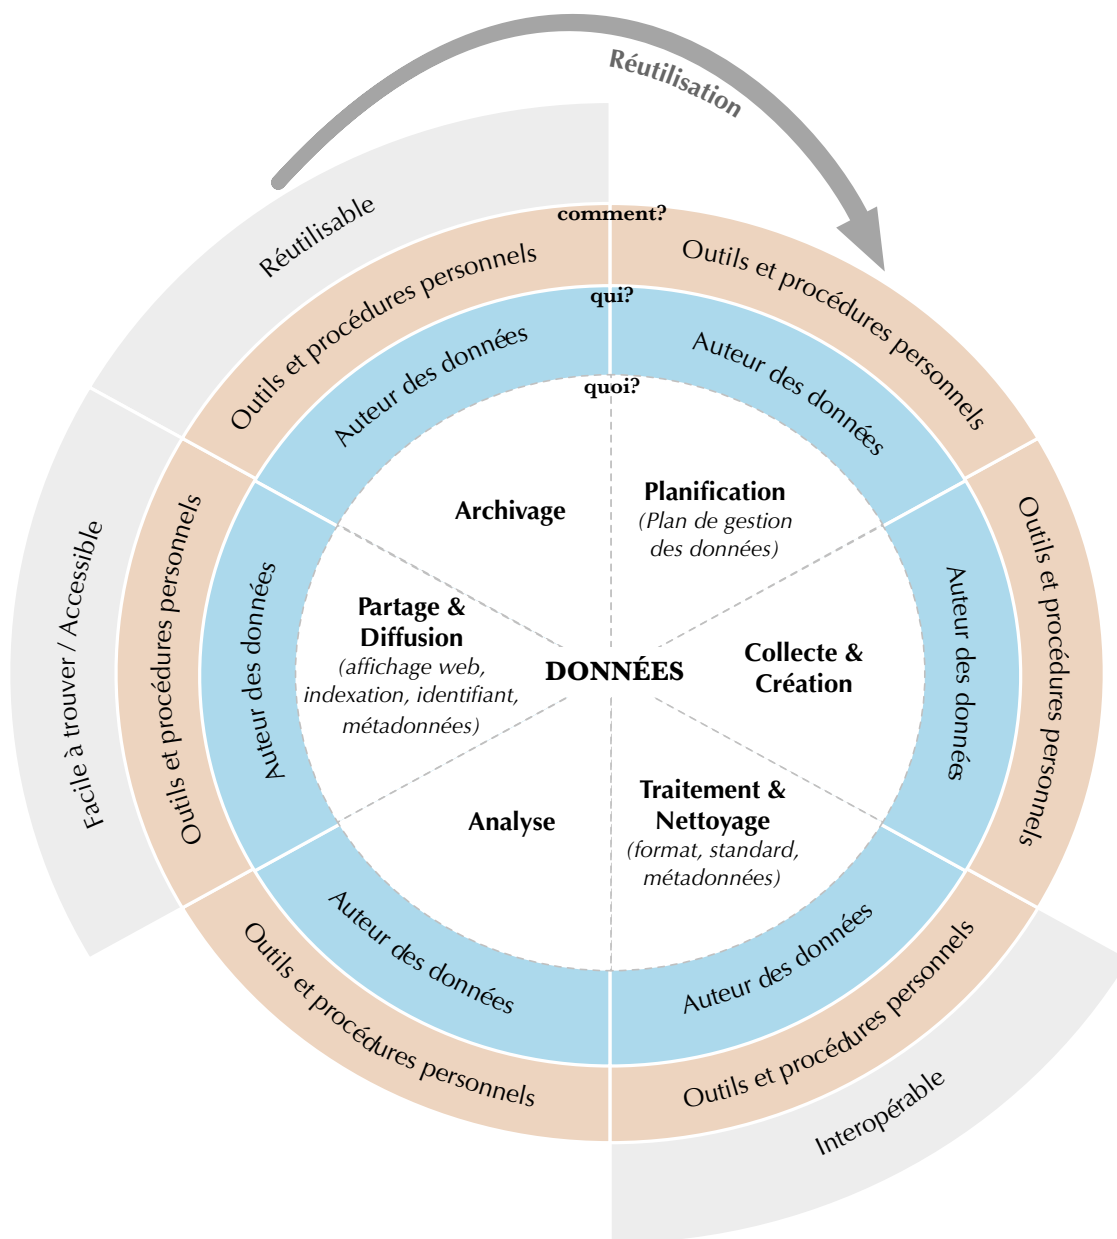 Réutilisation
Réutilisable
comment?
Outils et procédures personnels
Outils et procédures personnels
qui?
Auteur des données
Auteur des données
quoi?
Archivage
Planification
(Plan de gestion
des données)
Facile à trouver / Accessible
Outils et procédures personnels
Auteur des données
Partage &
Diffusion
(affichage web,
indexation, identifiant,
métadonnées)
DONNÉES
Collecte &
Création
Auteur des données
Outils et procédures personnels
Analyse
Traitement &
Nettoyage
(format, standard,
métadonnées)
Auteur des données
Auteur des données
Outils et procédures personnels
Outils et procédures personnels
Interopérable